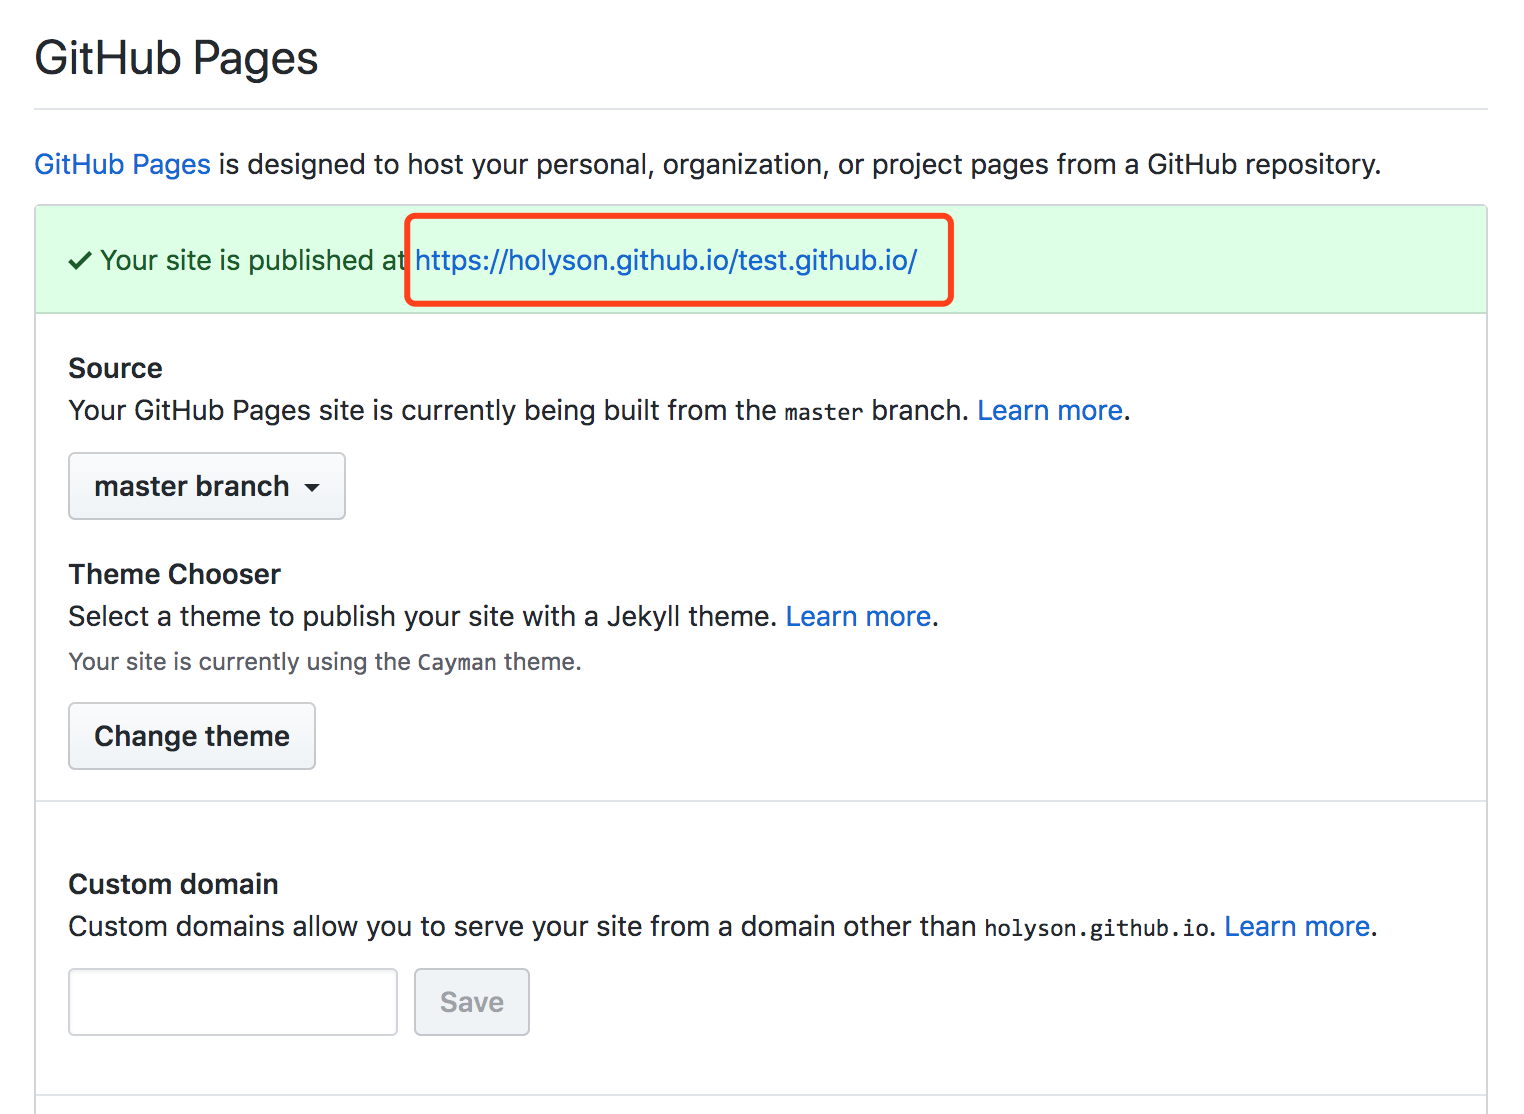 GitHub Pages
GitHub Pages is designed to host your personal, organization, or project pages from a GitHub repository.
Your site is published at https://holyson.github.io/test.github.io/
Source
Your GitHub Pages site is currently being built from the master branch. Learn more.
master branch
Theme Chooser
Select a theme to publish your site with a Jekyll theme. Learn more.
Your site is currently using the Cayman theme.
Change theme
Custom domain
Custom domains allow you to serve your site from a domain other than holyson.github.io. Learn more.
Save